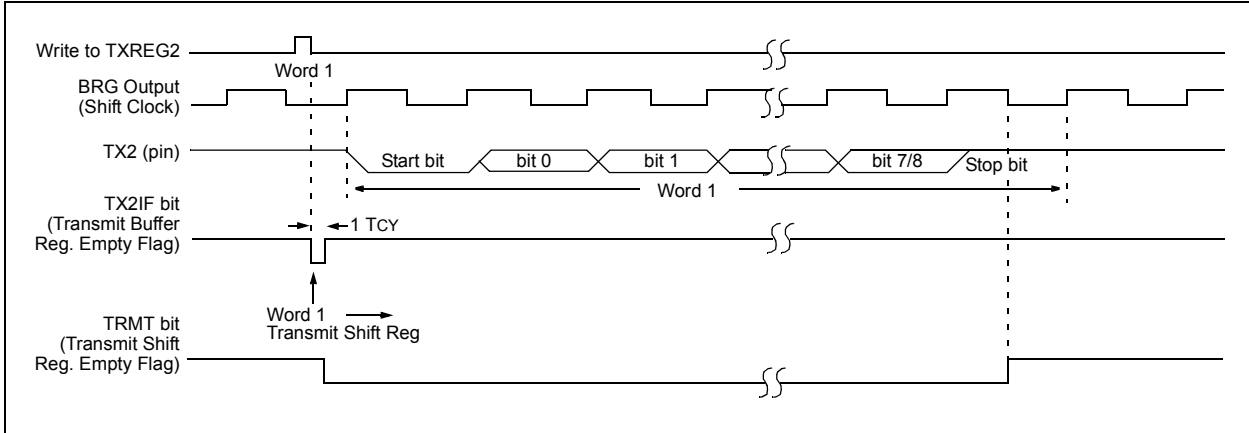 Write to TXREG2
Word 1
BRG Output
(Shift Clock)
TX2 (pin)
Start bit
bit 0
bit 1
bit 7/8
Stop bit
Word 1
TX2IF bit
(Transmit Buffer
Reg. Empty Flag)
1 TCY
Word 1
Transmit Shift Reg
TRMT bit
(Transmit Shift
Reg. Empty Flag)